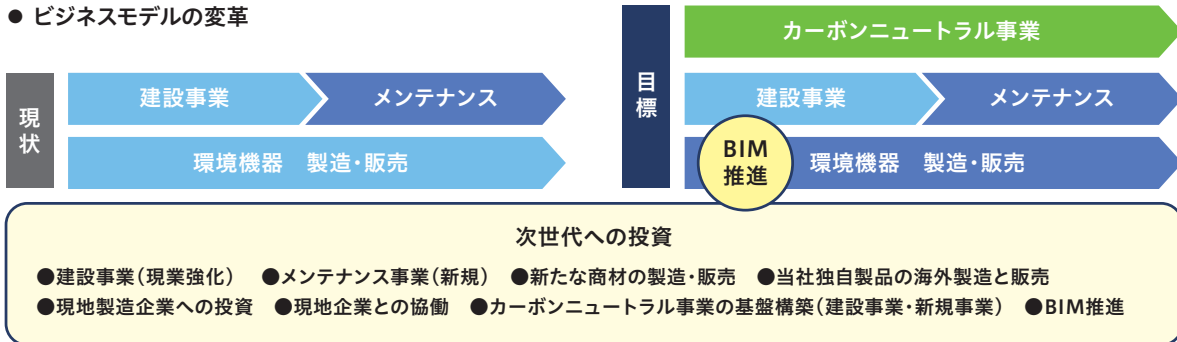 ● ビジネスモデルの変革
現状
建設事業
メンテナンス
環境機器　製造・販売
目標
カーボンニュートラル事業
建設事業
メンテナンス
BIM
推進
環境機器　製造・販売
次世代への投資
●建設事業（現業強化）　●メンテナンス事業（新規）　●新たな商材の製造・販売　●当社独自製品の海外製造と販売
●現地製造企業への投資　●現地企業との協働　●カーボンニュートラル事業の基盤構築（建設事業・新規事業）　●BIM推進